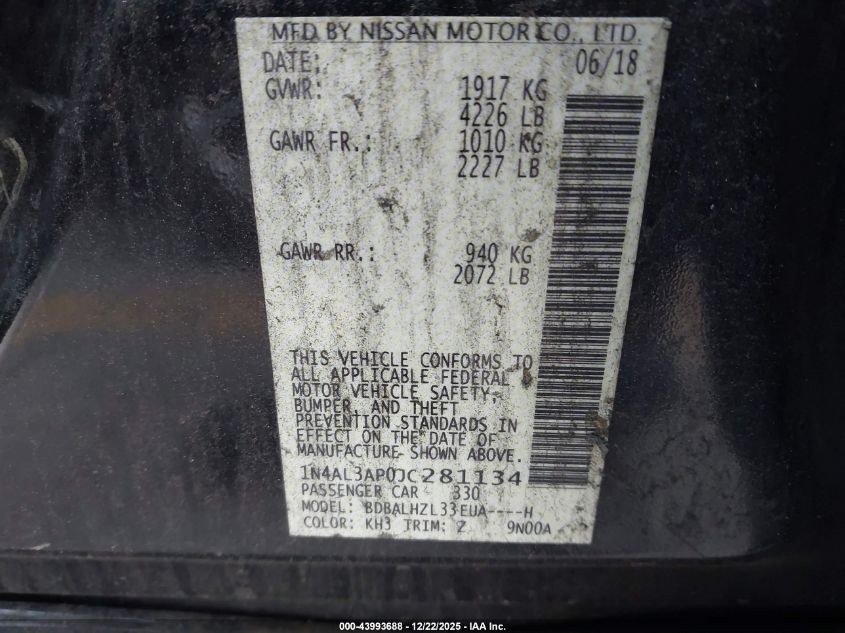 MFD BY NISSAN MOTOR CO., LTD.
DATE: 06/18
GVWR: 1917 KG
4226 LB
GAWR FR.: 1010 KG
2227 LB
GAWR RR.: 940 KG
2072 LB
THIS VEHICLE CONFORMS TO
ALL APPLICABLE FEDERAL
MOTOR VEHICLE SAFETY,
BUMPER, AND THEFT
PREVENTION STANDARDS IN
EFFECT ON THE DATE OF
MANUFACTURE SHOWN ABOVE.
1N4AL3AP0JC281134
PASSENGER CAR 330
MODEL: BDBALHZL33EUA----H
COLOR: KH3 TRIM: Z 9N00A
000-43993688 - 12/22/2025 - IAA Inc.